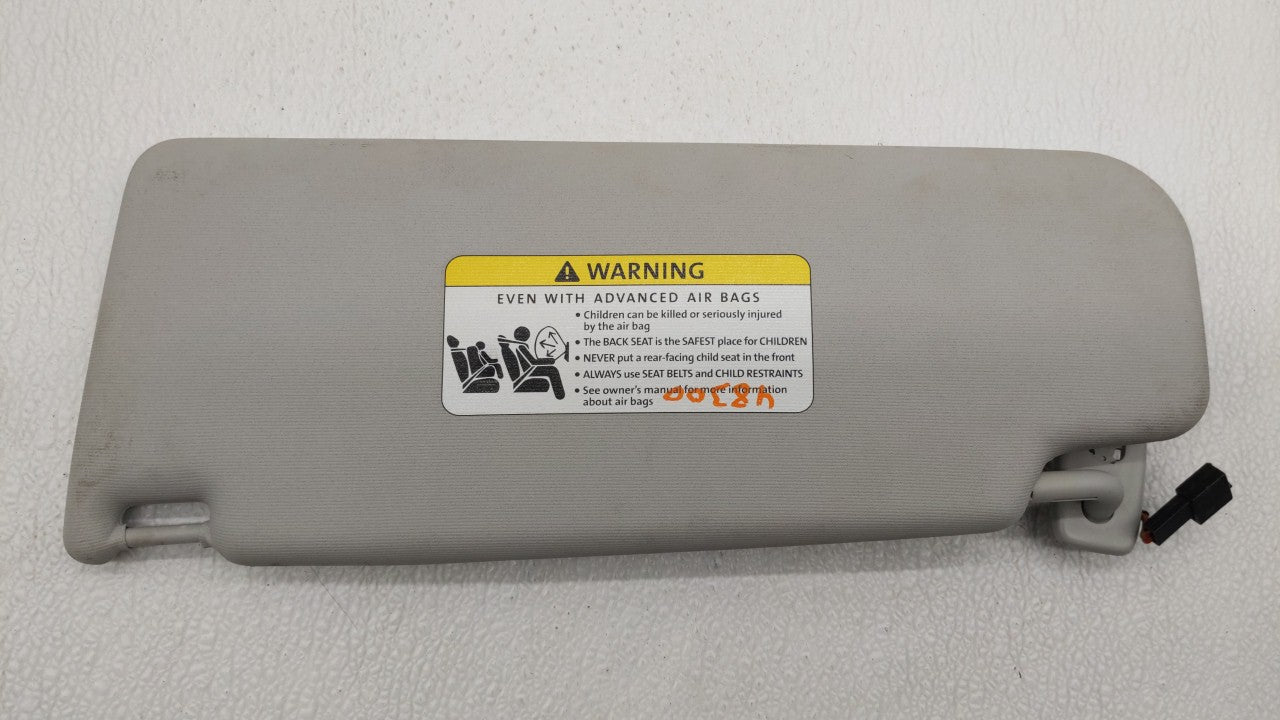 WARNING
EVEN WITH ADVANCED AIR BAGS
• Children can be killed or seriously injured
by the air bag
• The BACK SEAT is the SAFEST place for CHILDREN
• NEVER put a rear-facing child seat in the front
• ALWAYS use SEAT BELTS and CHILD RESTRAINTS
• See owner's manual for more information
about air bags